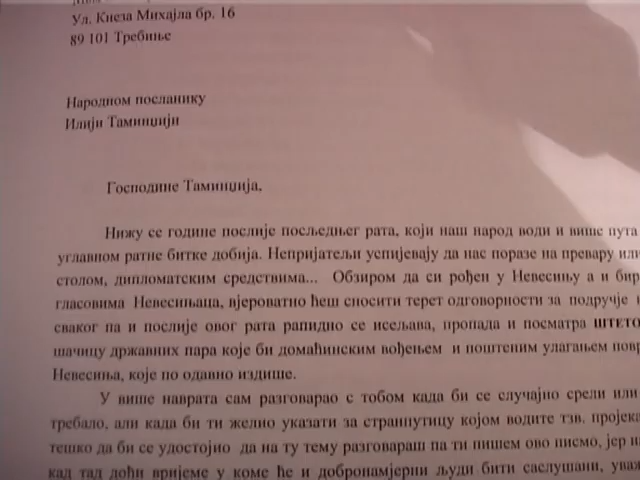 Ул. Кнеза Михајла бр. 16
89 101 Требиње
Народном посланику
Илији Таминџији
Господине Таминџија,
Нижу се године послије посљедњег рата, који наш народ води и више пута
углавном ратне битке добија. Непријатељи успијевају да нас поразе на превару или
столом, дипломатским средствима... Обзиром да си рођен у Невесињу а и бир
гласовима Невесињаца, вјероватно ћеш сносити терет одговорности за подручје
сваког па и послије овог рата рапидно се исељава, пропада и посматра ШТЕТО
шачицу државних пара које би домаћинским вођењем и поштеним улагањем повр
Невесиња, које по одавно издише.
У више наврата сам разговарао с тобом када би се случајно срели или
требало, али када би ти желио указати за странпутицу којом водите тзв. пројека
тешко да би се удостојио да на ту тему разговараш па ти пишем ово писмо, јер
кад тад доћи вријеме у коме ће и добронамјерни људи бити саслушани, уваж